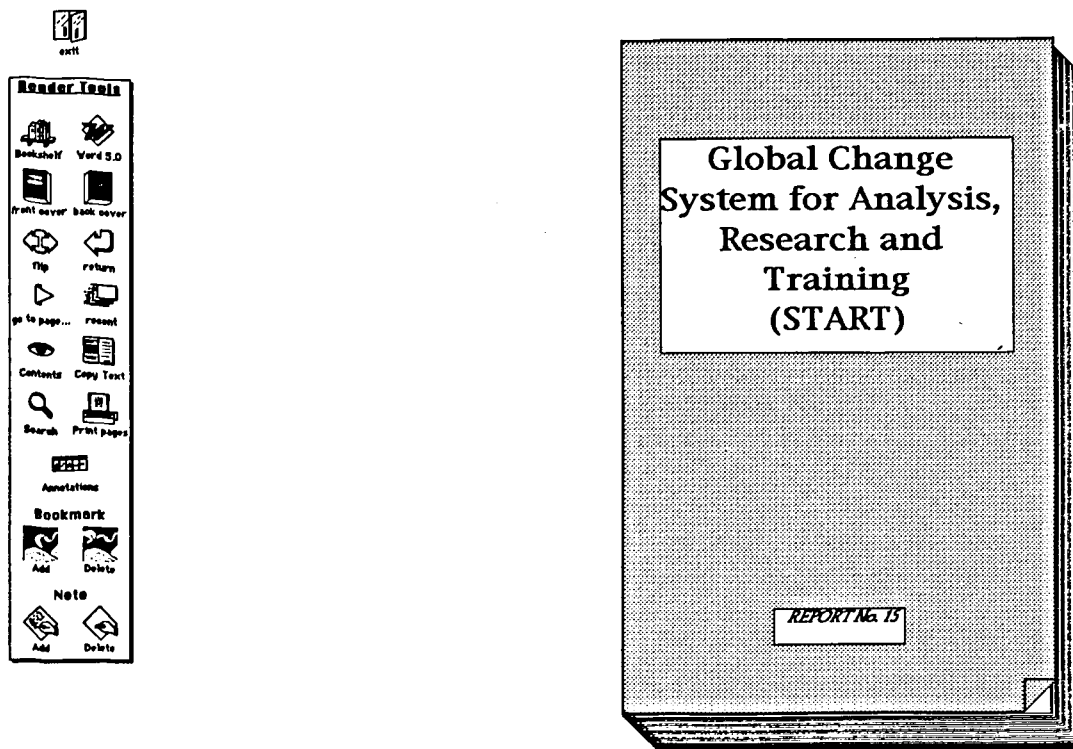 exit
Reader Tools
Bookshelf Word 5.0
front cover back cover
flip return
go to page... recent
Contents Copy Text
Search Print pages
Annotations
Bookmark
Add Delete
Note
Add Delete
Global Change
System for Analysis,
Research and
Training
(START)
REPORT No. 15